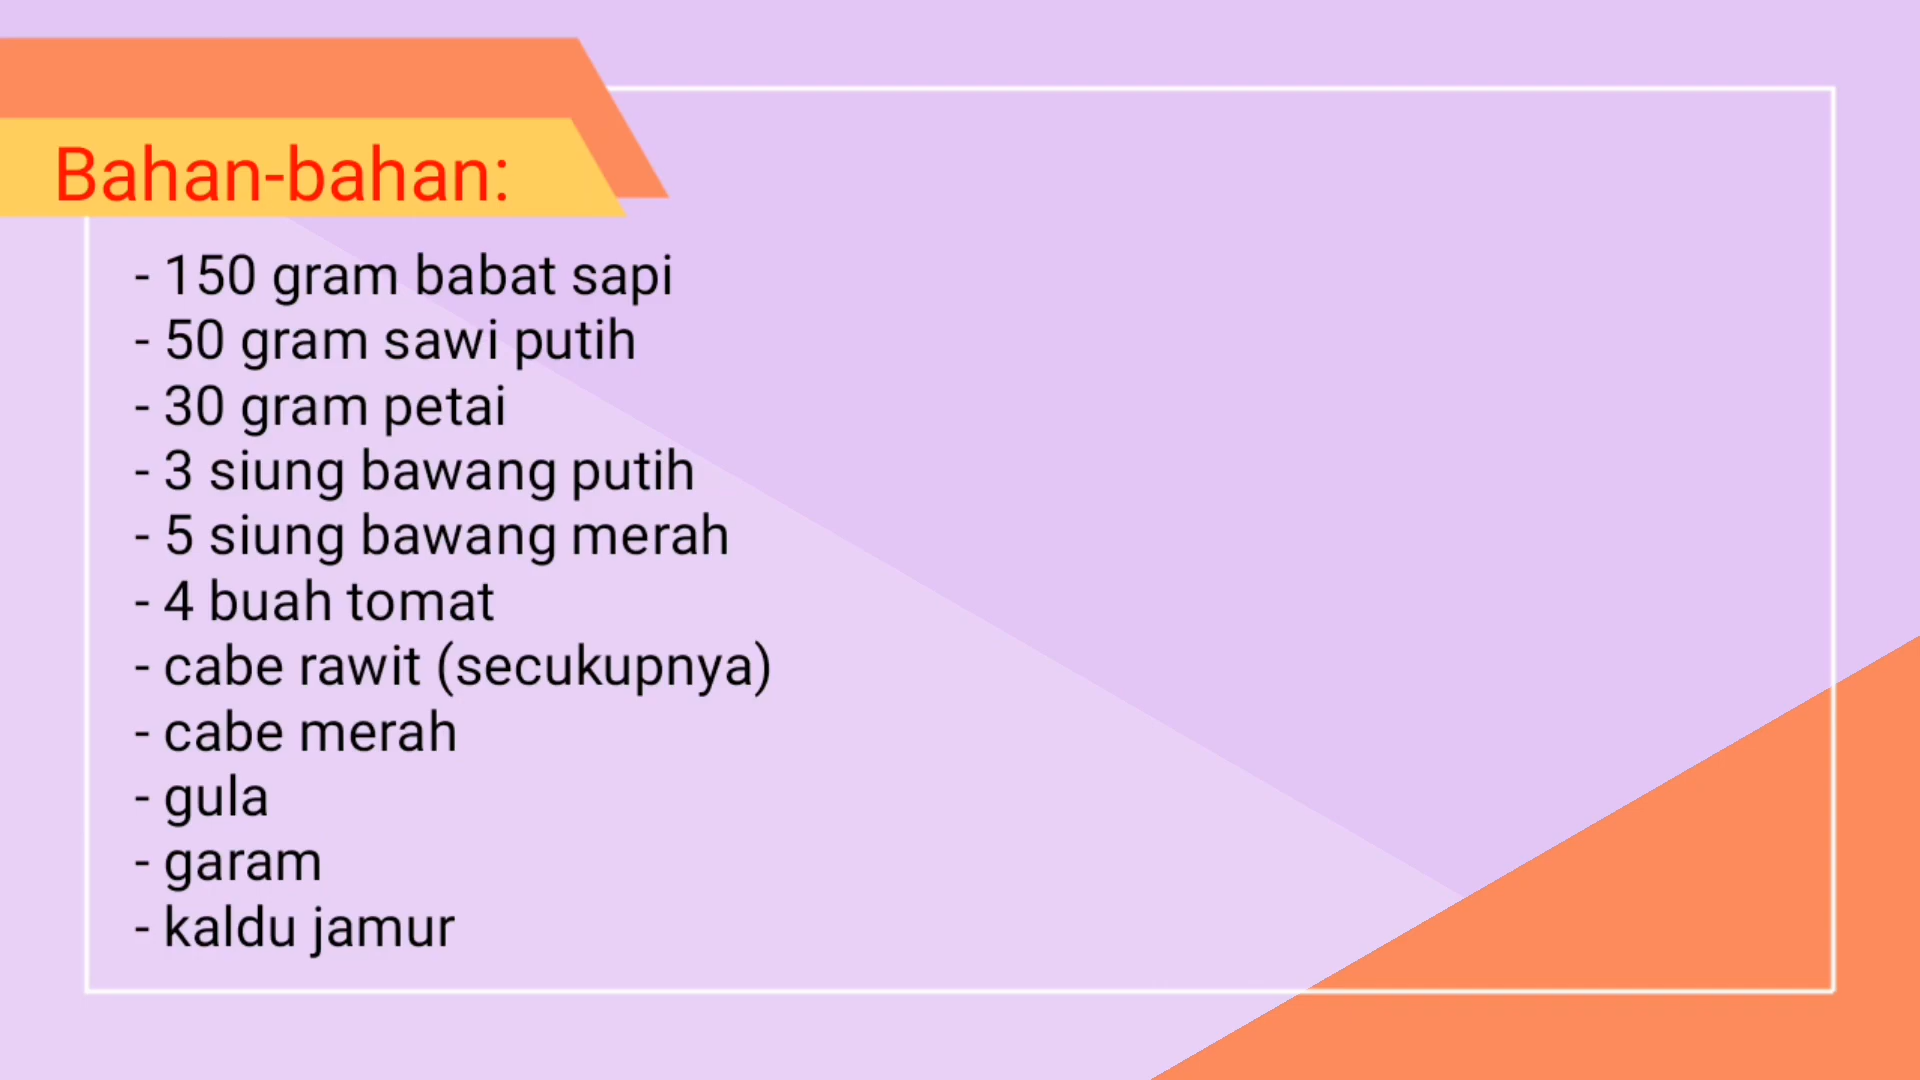 Bahan-bahan:
- 150 gram babat sapi
- 50 gram sawi putih
- 30 gram petai
- 3 siung bawang putih
- 5 siung bawang merah
- 4 buah tomat
- cabe rawit (secukupnya)
- cabe merah
- gula
- garam
- kaldu jamur